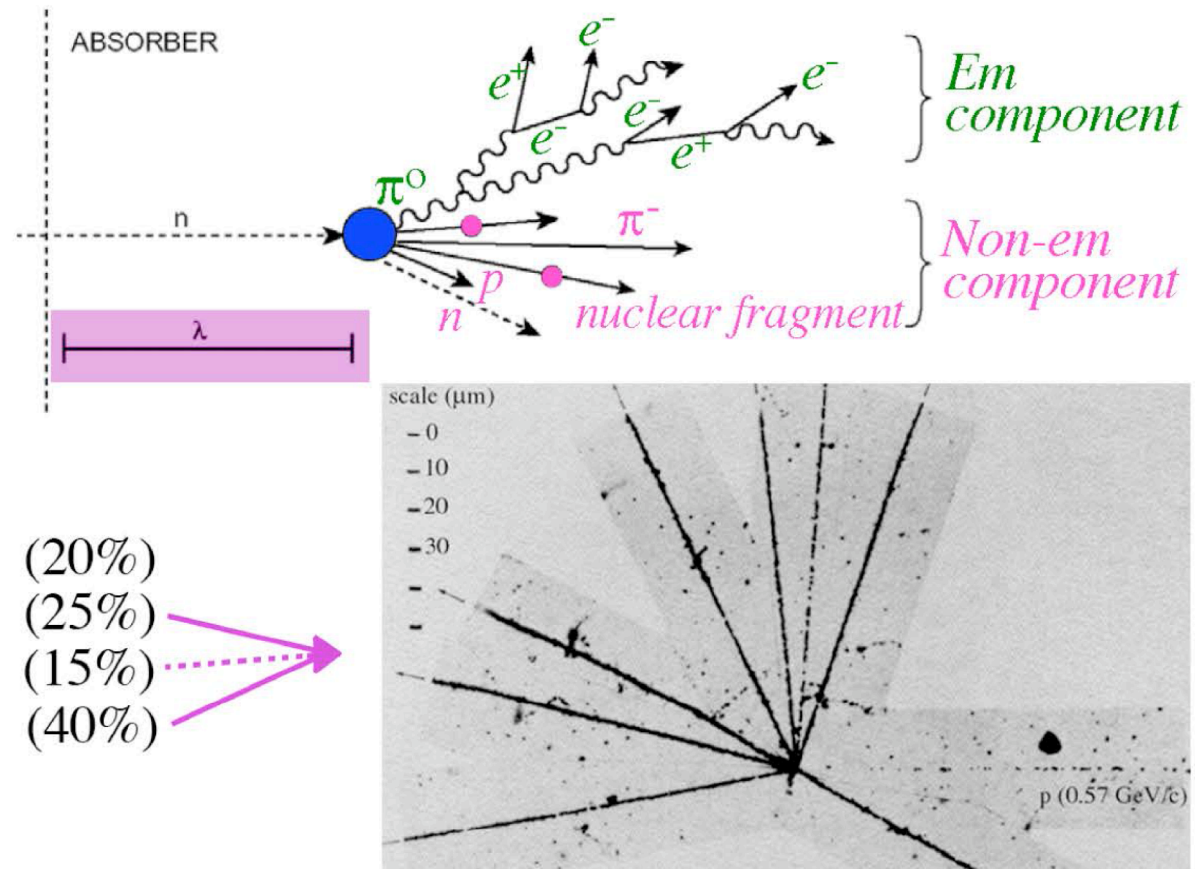 ABSORBER
e⁻
e⁺
e⁻
e⁻
e⁻
e⁺
Em
component
π⁰
n
π⁻
p
n
nuclear fragment
Non-em
component
λ
scale (μm)
0
10
20
30
p (0.57 GeV/c)
(20%)
(25%)
(15%)
(40%)